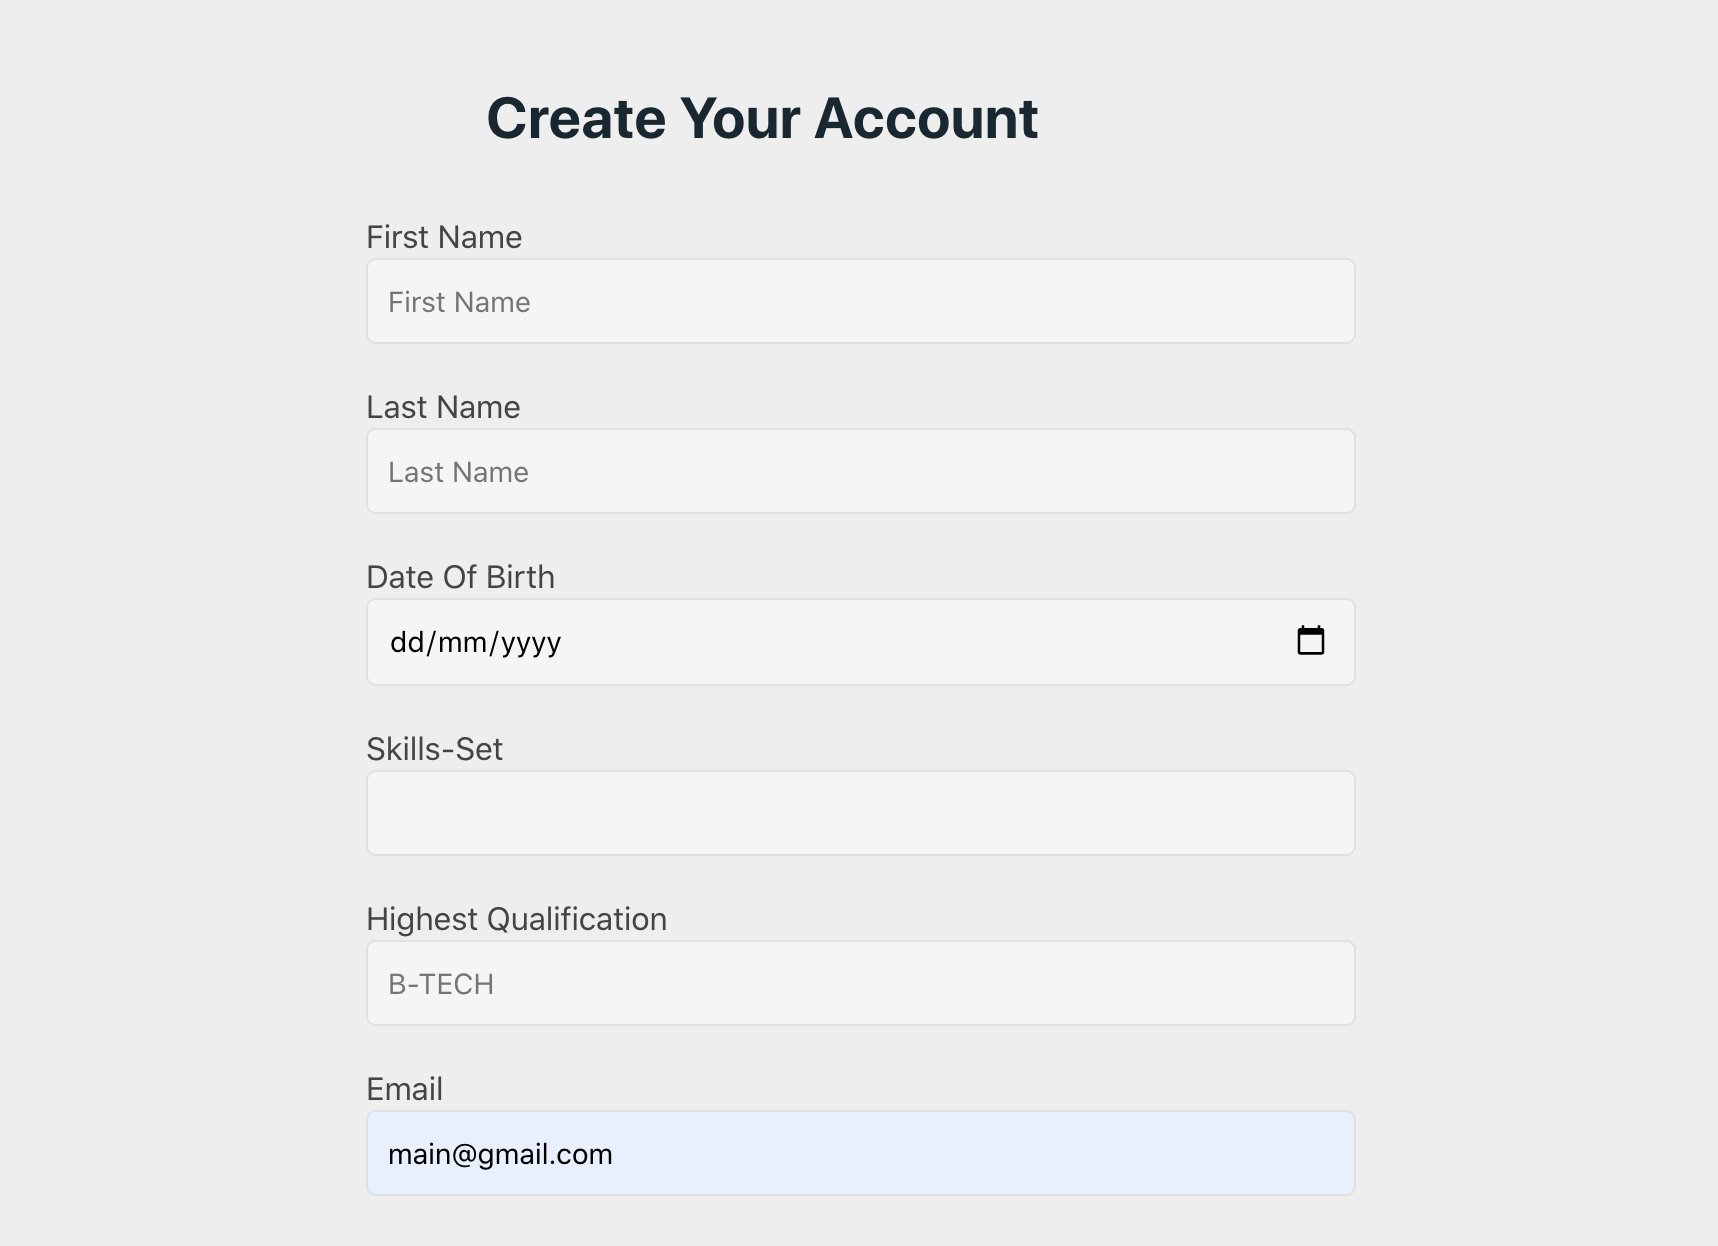 Create Your Account
First Name
First Name
Last Name
Last Name
Date Of Birth
dd/mm/yyyy
Skills-Set
Highest Qualification
B-TECH
Email
main@gmail.com